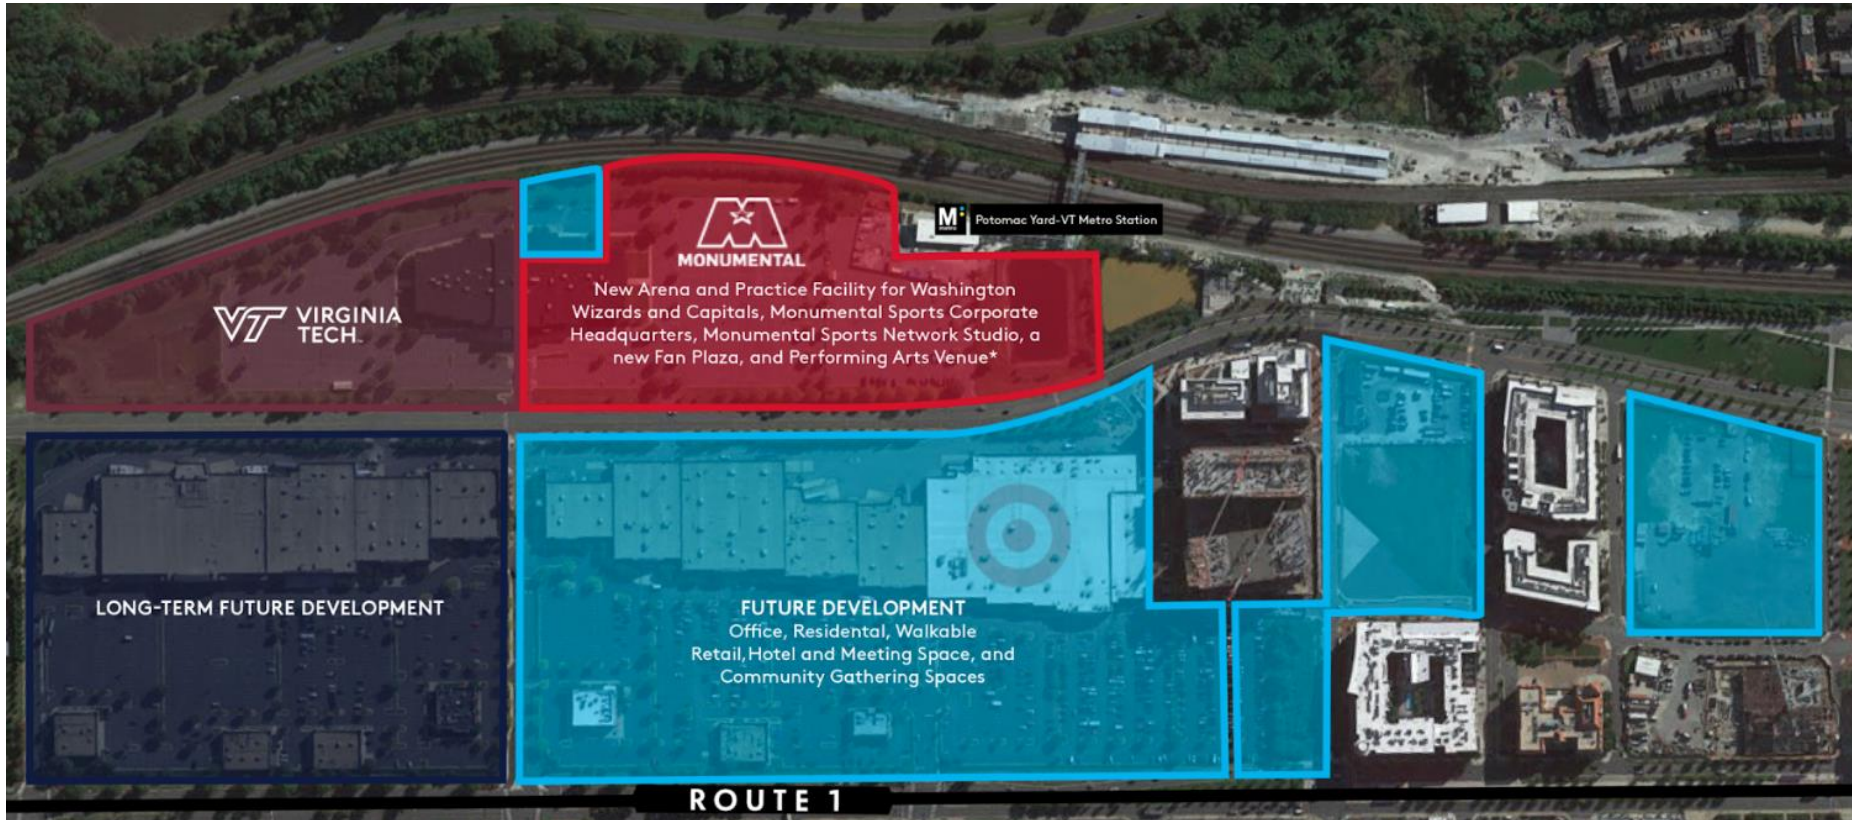 MONUMENTAL
New Arena and Practice Facility for Washington
Wizards and Capitals, Monumental Sports Corporate
Headquarters, Monumental Sports Network Studio, a
new Fan Plaza, and Performing Arts Venue*
M metro Potomac Yard-VT Metro Station
VT VIRGINIA
TECH
LONG-TERM FUTURE DEVELOPMENT
FUTURE DEVELOPMENT
Office, Residental, Walkable
Retail,Hotel and Meeting Space, and
Community Gathering Spaces
ROUTE 1